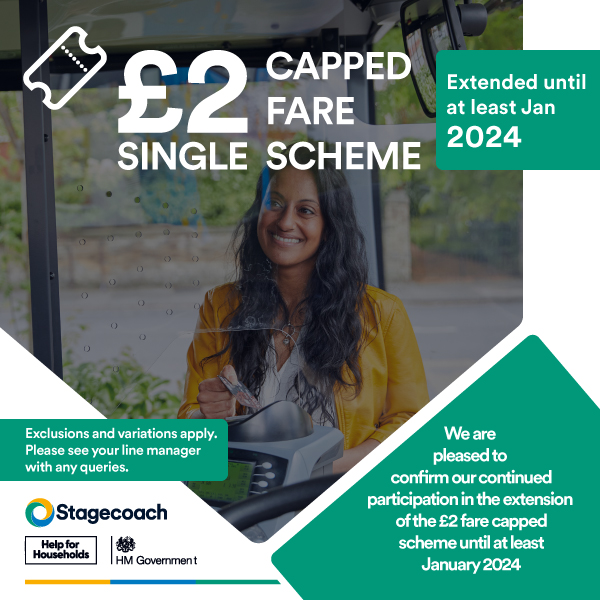 £2 CAPPED
FARE
SINGLE SCHEME
Extended until
at least Jan
2024
Exclusions and variations apply.
Please see your line manager
with any queries.
We are
pleased to
confirm our continued
participation in the extension
of the £2 fare capped
scheme until at least
January 2024
Stagecoach
Help for
Households
HM Government